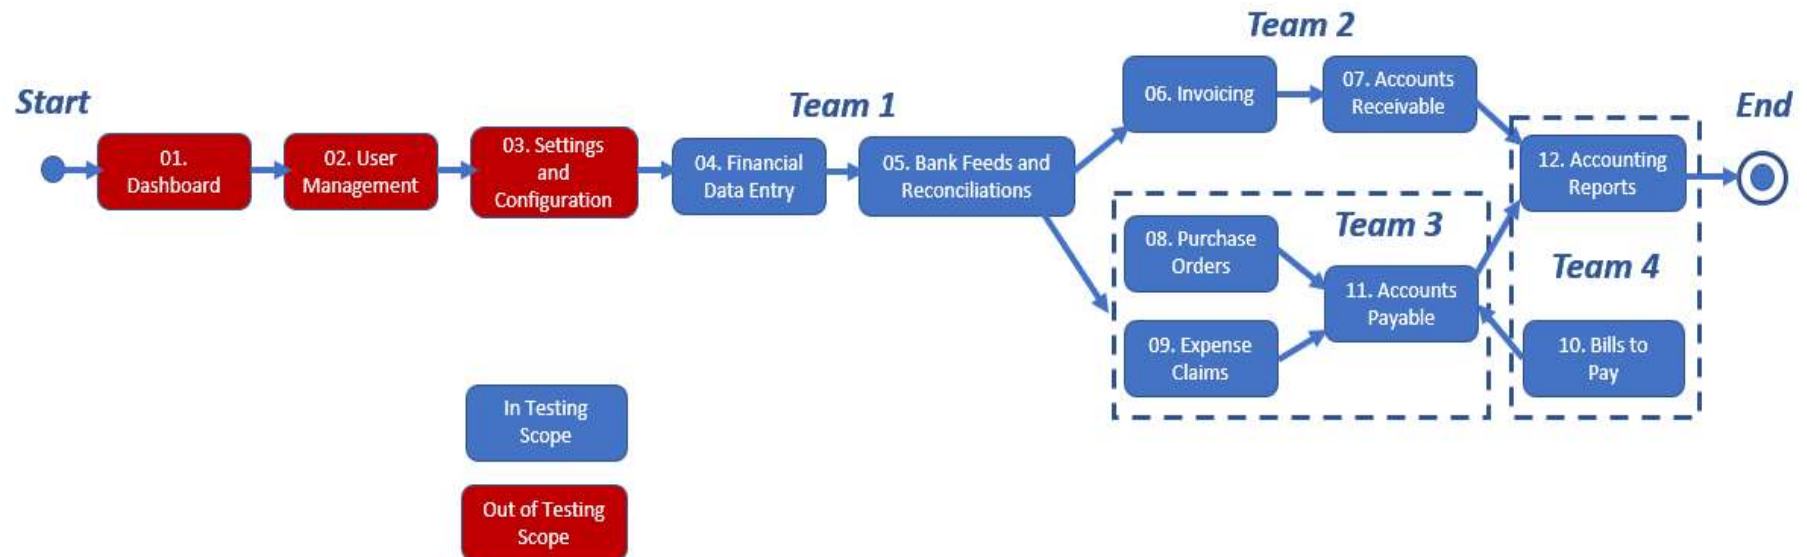 Start
01.
Dashboard
02. User
Management
03. Settings
and
Configuration
Team 1
04. Financial
Data Entry
05. Bank Feeds and
Reconciliations
Team 2
06. Invoicing
07. Accounts
Receivable
Team 3
08. Purchase
Orders
09. Expense
Claims
11. Accounts
Payable
12. Accounting
Reports
Team 4
10. Bills to
Pay
End
In Testing
Scope
Out of Testing
Scope